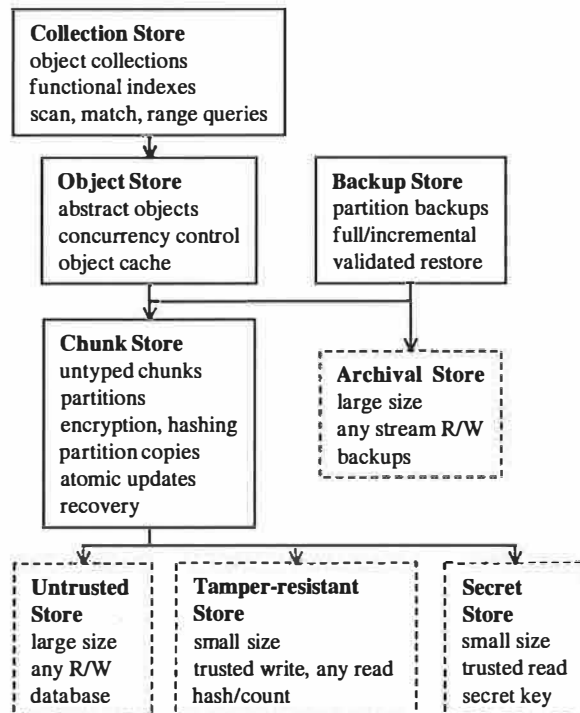 Collection Store
object collections
functional indexes
scan, match, range queries
Object Store
abstract objects
concurrency control
object cache
Backup Store
partition backups
full/incremental
validated restore
Chunk Store
untyped chunks
partitions
encryption, hashing
partition copies
atomic updates
recovery
Archival Store
large size
any stream R/W
backups
Untrusted
Store
large size
any R/W
database
Tamper-resistant
Store
small size
trusted write, any read
hash/count
Secret
Store
small size
trusted read
secret key